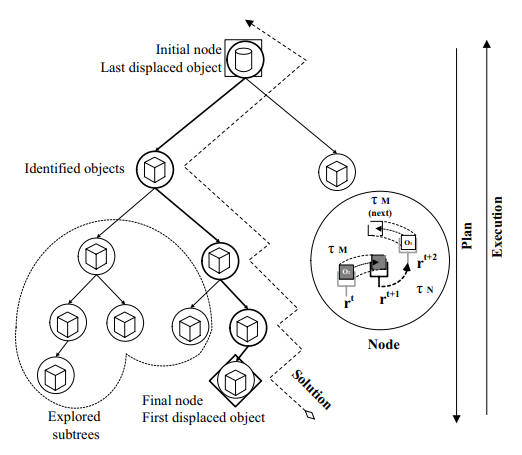 Initial node
Last displaced object
Identified objects
τ M
(next)
τ M
O₁
O₁
r^t
r^t+1
r^t+2
τ N
Node
Plan
Execution
Solution
Final node
First displaced object
Explored
subtrees